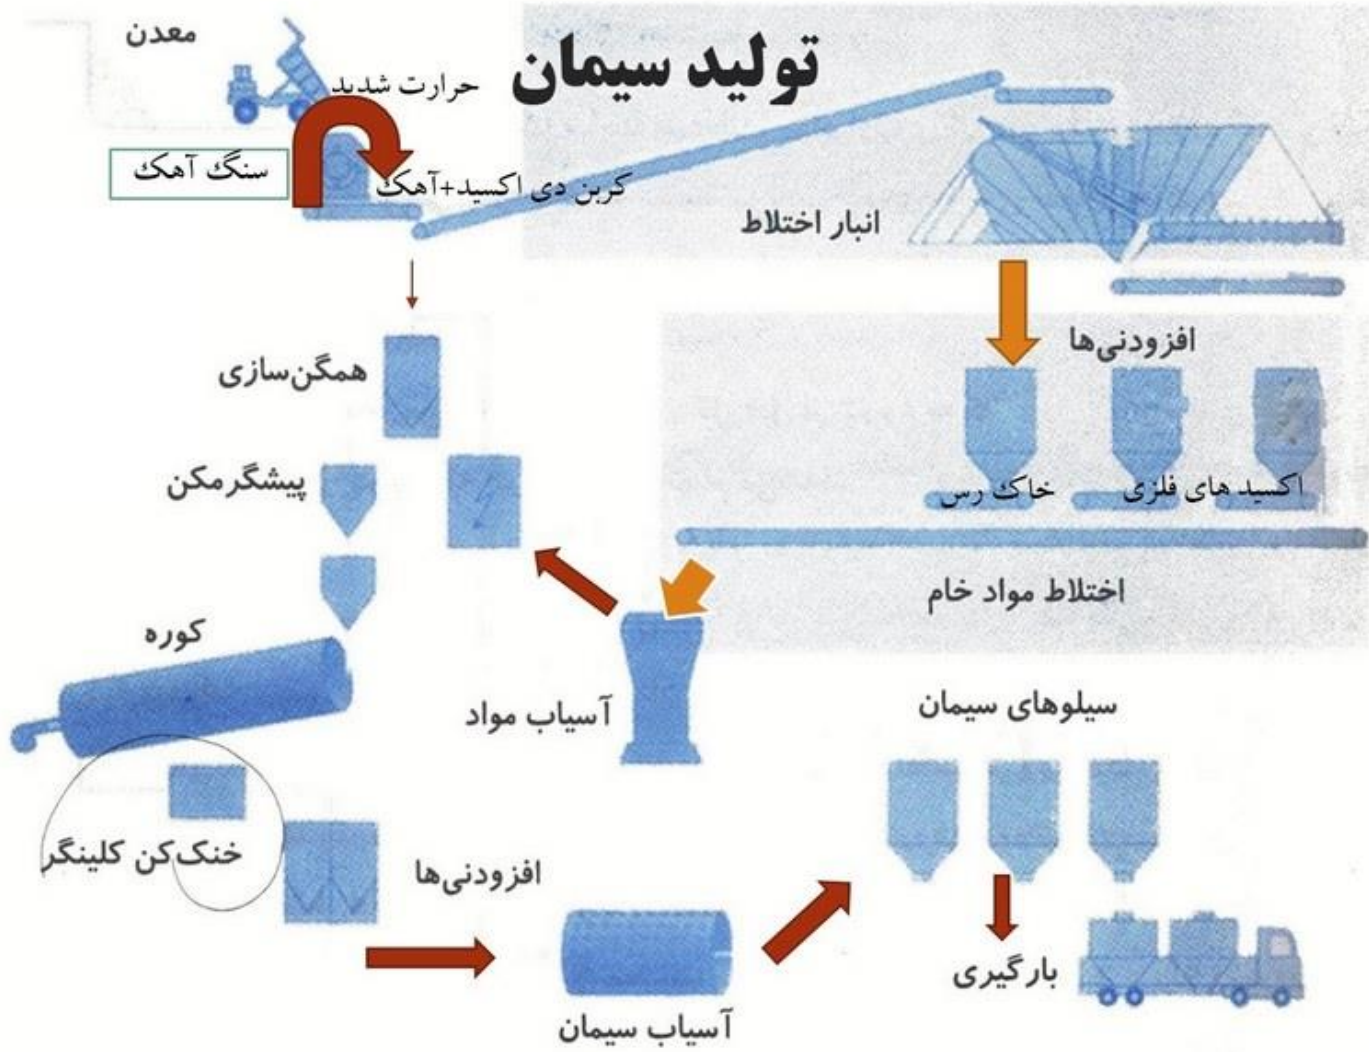 تولید سیمان
معدن
حرارت شدید
سنگ آهک
کربن دی اکسید+آهک
انبار اختلاط
افزودنی‌ها
خاک رس
اکسید های فلزی
اختلاط مواد خام
آسیاب مواد
همگن‌سازی
پیشگرمکن
کوره
خنک‌کن کلینگر
افزودنی‌ها
آسیاب سیمان
سیلوهای سیمان
بارگیری